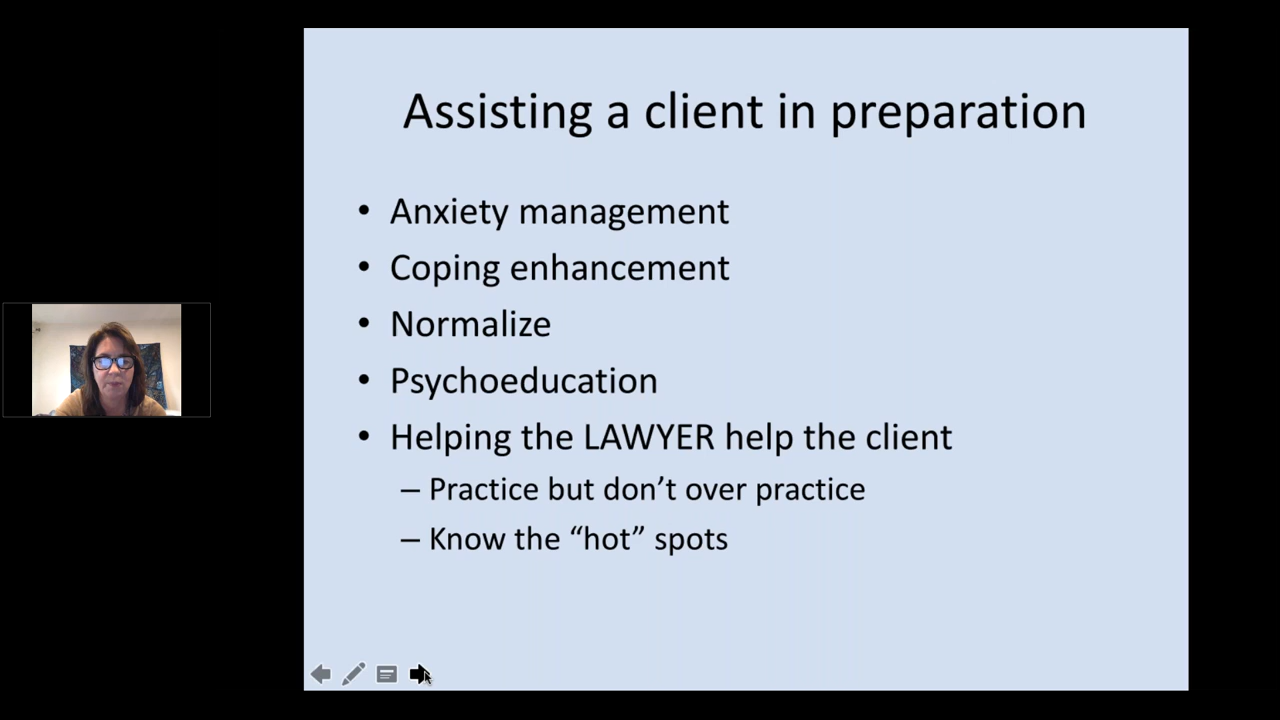 Assisting a client in preparation
• Anxiety management
• Coping enhancement
• Normalize
• Psychoeducation
• Helping the LAWYER help the client
– Practice but don’t over practice
– Know the “hot” spots